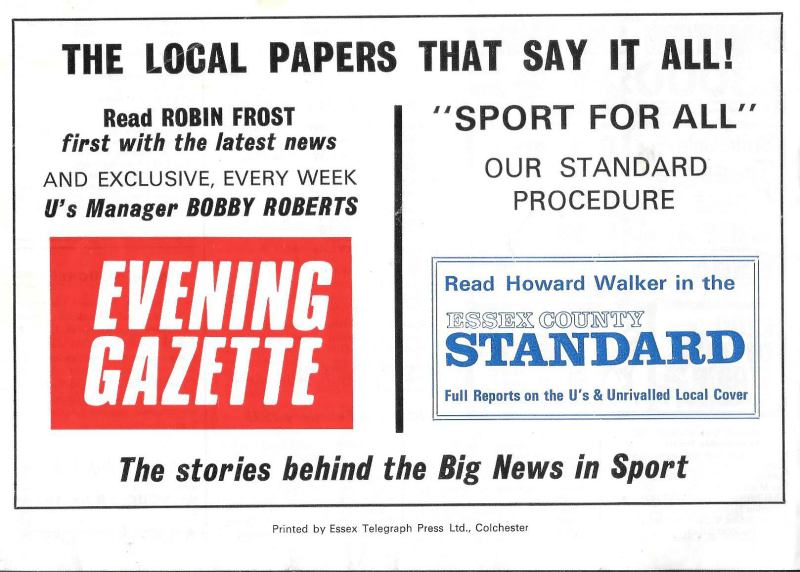 THE LOCAL PAPERS THAT SAY IT ALL!
Read ROBIN FROST
first with the latest news
AND EXCLUSIVE, EVERY WEEK
U's Manager BOBBY ROBERTS
EVENING
GAZETTE
"SPORT FOR ALL"
OUR STANDARD
PROCEDURE
Read Howard Walker in the
ESSEX COUNTY
STANDARD
Full Reports on the U's & Unrivalled Local Cover
The stories behind the Big News in Sport
Printed by Essex Telegraph Press Ltd., Colchester